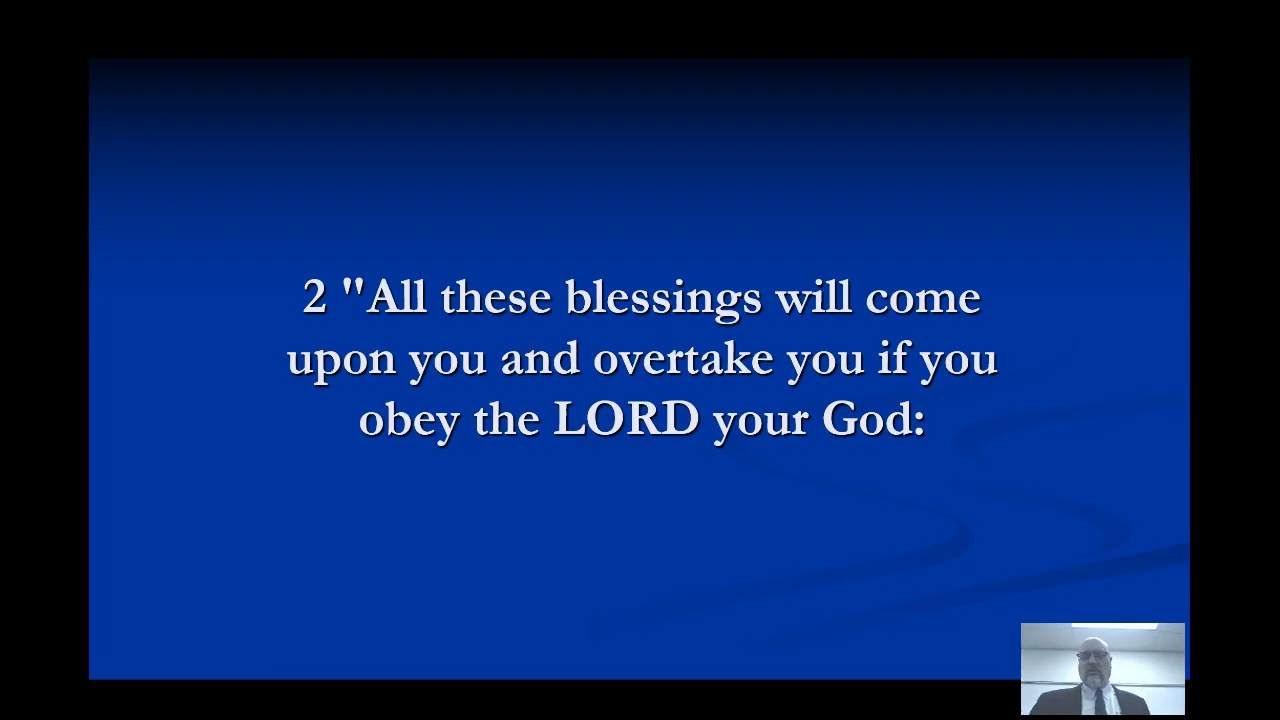 2 "All these blessings will come
upon you and overtake you if you
obey the LORD your God: